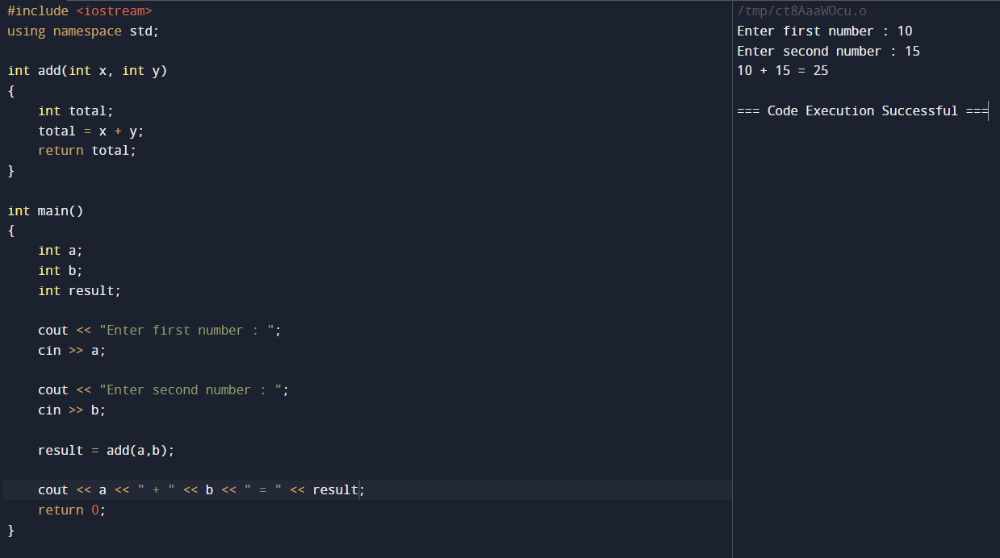 #include <iostream>
using namespace std;

int add(int x, int y)
{
    int total;
    total = x + y;
    return total;
}

int main()
{
    int a;
    int b;
    int result;

    cout << "Enter first number : ";
    cin >> a;

    cout << "Enter second number : ";
    cin >> b;

    result = add(a,b);

    cout << a << " + " << b << " = " << result;
    return 0;
}
/tmp/ct8AaaWOcu.o
Enter first number : 10
Enter second number : 15
10 + 15 = 25

=== Code Execution Successful ===